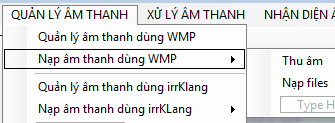 QUẢN LÝ ÂM THANH XỬ LÝ ÂM THANH NHẬN DIỆN
Quản lý âm thanh dùng WMP
Nạp âm thanh dùng WMP
Thu âm
Nạp files
Type H
Quản lý âm thanh dùng irrKlang
Nạp âm thanh dùng irrKLang